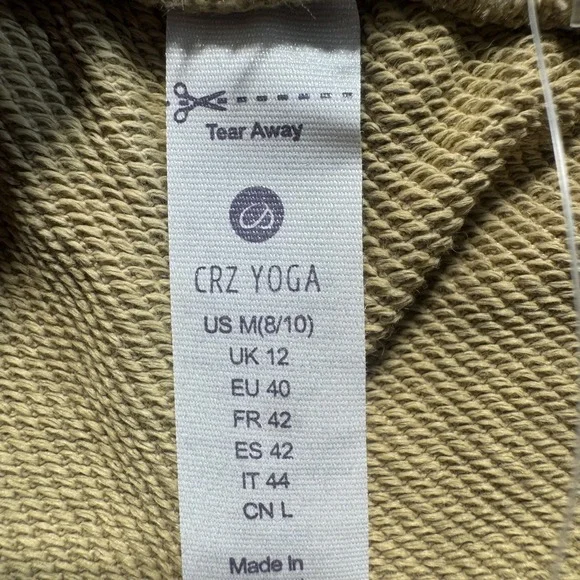 Tear Away
CRZ YOGA
US M(8/10)
UK 12
EU 40
FR 42
ES 42
IT 44
CN L
Made In